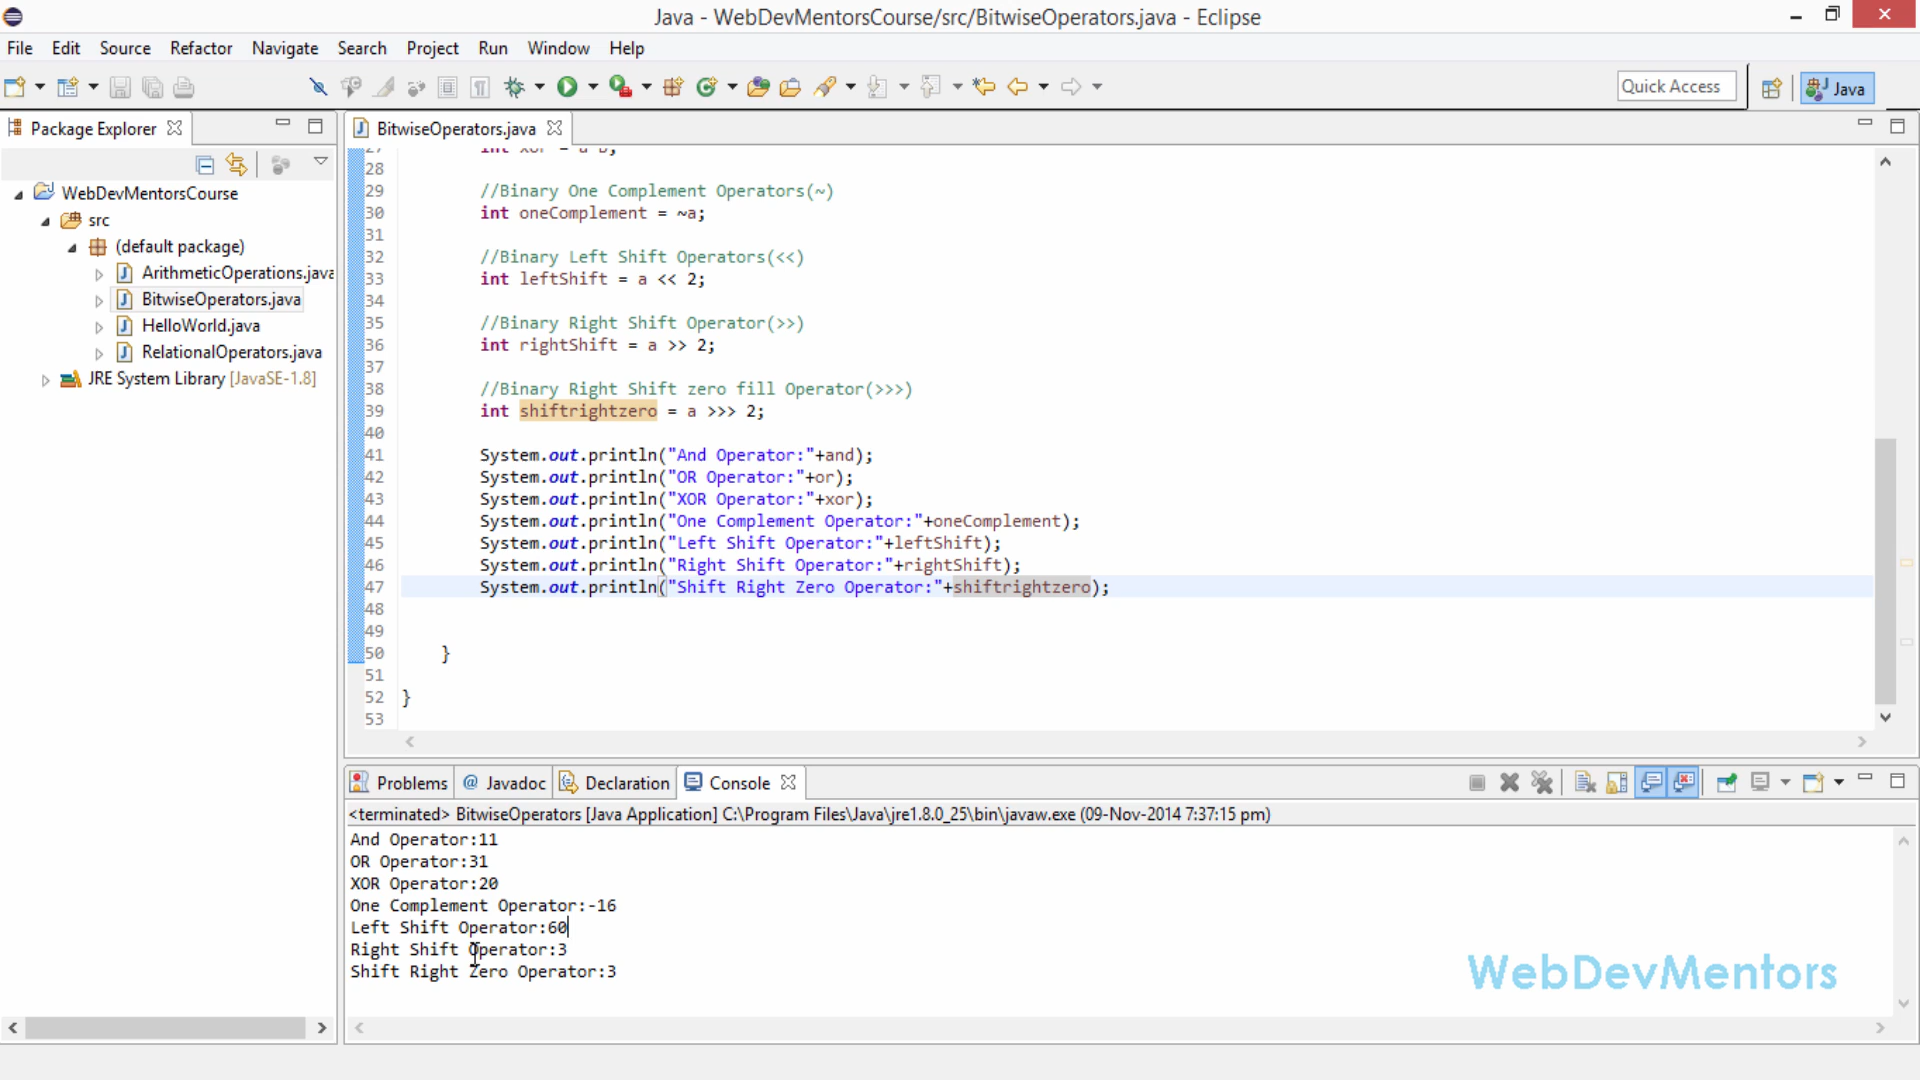 Java - WebDevMentorsCourse/src/BitwiseOperators.java - Eclipse
File Edit Source Refactor Navigate Search Project Run Window Help
Quick Access
Java
Package Explorer
WebDevMentorsCourse
src
(default package)
ArithmeticOperations.java
BitwiseOperators.java
HelloWorld.java
RelationalOperators.java
JRE System Library [JavaSE-1.8]
BitwiseOperators.java
28
29 //Binary One Complement Operators(~)
30 int oneComplement = ~a;
31
32 //Binary Left Shift Operators(<<)
33 int leftShift = a << 2;
34
35 //Binary Right Shift Operator(>>)
36 int rightShift = a >> 2;
37
38 //Binary Right Shift zero fill Operator(>>>)
39 int shiftrightzero = a >>> 2;
40
41 System.out.println("And Operator:"+and);
42 System.out.println("OR Operator:"+or);
43 System.out.println("XOR Operator:"+xor);
44 System.out.println("One Complement Operator:"+oneComplement);
45 System.out.println("Left Shift Operator:"+leftShift);
46 System.out.println("Right Shift Operator:"+rightShift);
47 System.out.println("Shift Right Zero Operator:"+shiftrightzero);
48
49
50 }
51
52 }
53
Problems @ Javadoc Declaration Console
<terminated> BitwiseOperators [Java Application] C:\Program Files\Java\jre1.8.0_25\bin\javaw.exe (09-Nov-2014 7:37:15 pm)
And Operator:11
OR Operator:31
XOR Operator:20
One Complement Operator:-16
Left Shift Operator:60
Right Shift Operator:3
Shift Right Zero Operator:3
WebDevMentors